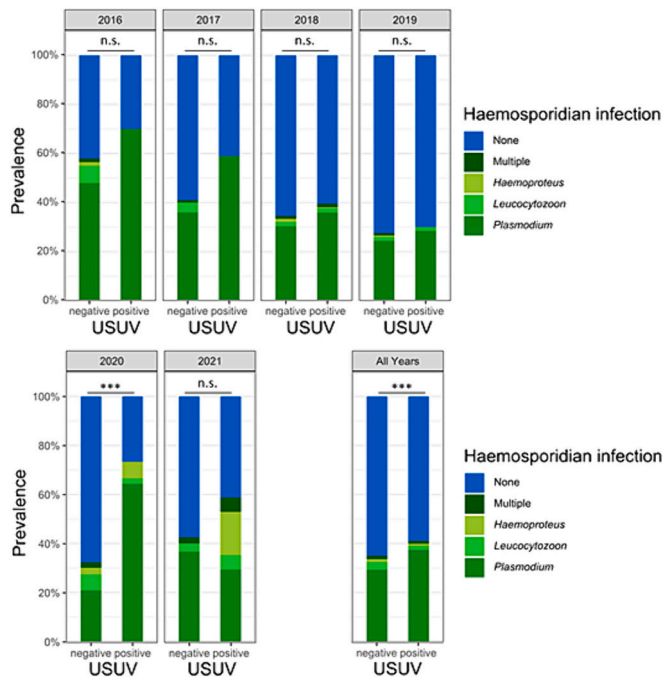 2016 2017 2018 2019
n.s. n.s. n.s. n.s.
100%
80%
60%
40%
20%
0%
Prevalence
negative positive negative positive negative positive negative positive
USUV USUV USUV USUV
Haemosporidian infection
None
Multiple
Haemoproteus
Leucocytozoon
Plasmodium
2020 2021 All Years
*** n.s. ***
100%
80%
60%
40%
20%
0%
Prevalence
negative positive negative positive negative positive
USUV USUV USUV
Haemosporidian infection
None
Multiple
Haemoproteus
Leucocytozoon
Plasmodium